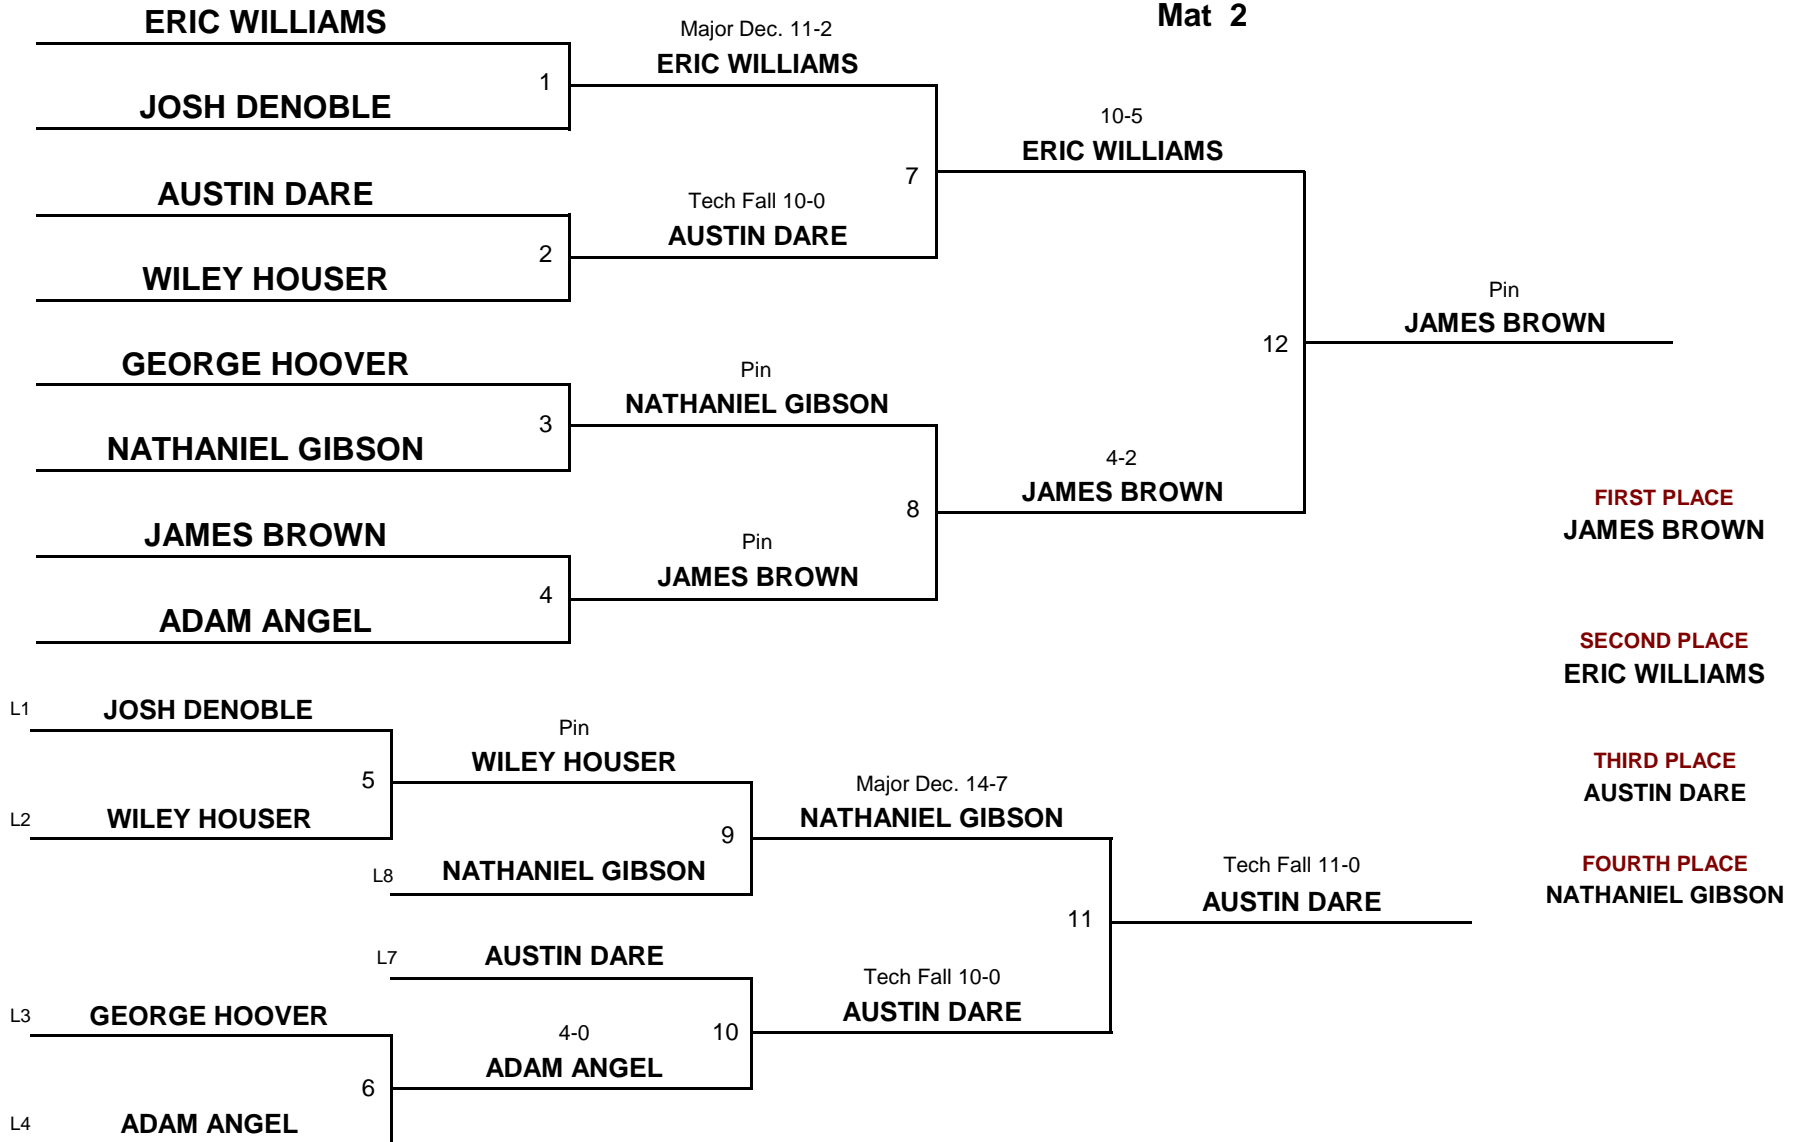 Mat 2
ERIC WILLIAMS
JOSH DENOBLE
1
Major Dec. 11-2
ERIC WILLIAMS
AUSTIN DARE
WILEY HOUSER
2
Tech Fall 10-0
AUSTIN DARE
7
10-5
ERIC WILLIAMS
GEORGE HOOVER
NATHANIEL GIBSON
3
Pin
NATHANIEL GIBSON
JAMES BROWN
ADAM ANGEL
4
Pin
JAMES BROWN
8
4-2
JAMES BROWN
12
Pin
JAMES BROWN
FIRST PLACE
JAMES BROWN
SECOND PLACE
ERIC WILLIAMS
THIRD PLACE
AUSTIN DARE
FOURTH PLACE
NATHANIEL GIBSON
L1 JOSH DENOBLE
L2 WILEY HOUSER
5
Pin
WILEY HOUSER
L8 NATHANIEL GIBSON
9
Major Dec. 14-7
NATHANIEL GIBSON
L7 AUSTIN DARE
L3 GEORGE HOOVER
L4 ADAM ANGEL
6
4-0
ADAM ANGEL
10
Tech Fall 10-0
AUSTIN DARE
11
Tech Fall 11-0
AUSTIN DARE